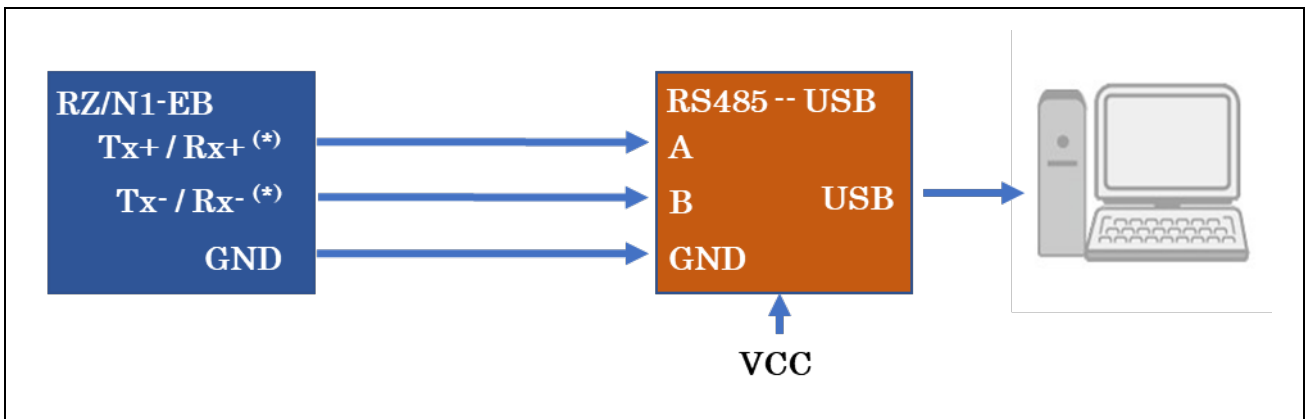 RZ/N1-EB
Tx+ / Rx+ (*)
Tx- / Rx- (*)
GND
RS485 -- USB
A
B
USB
GND
VCC